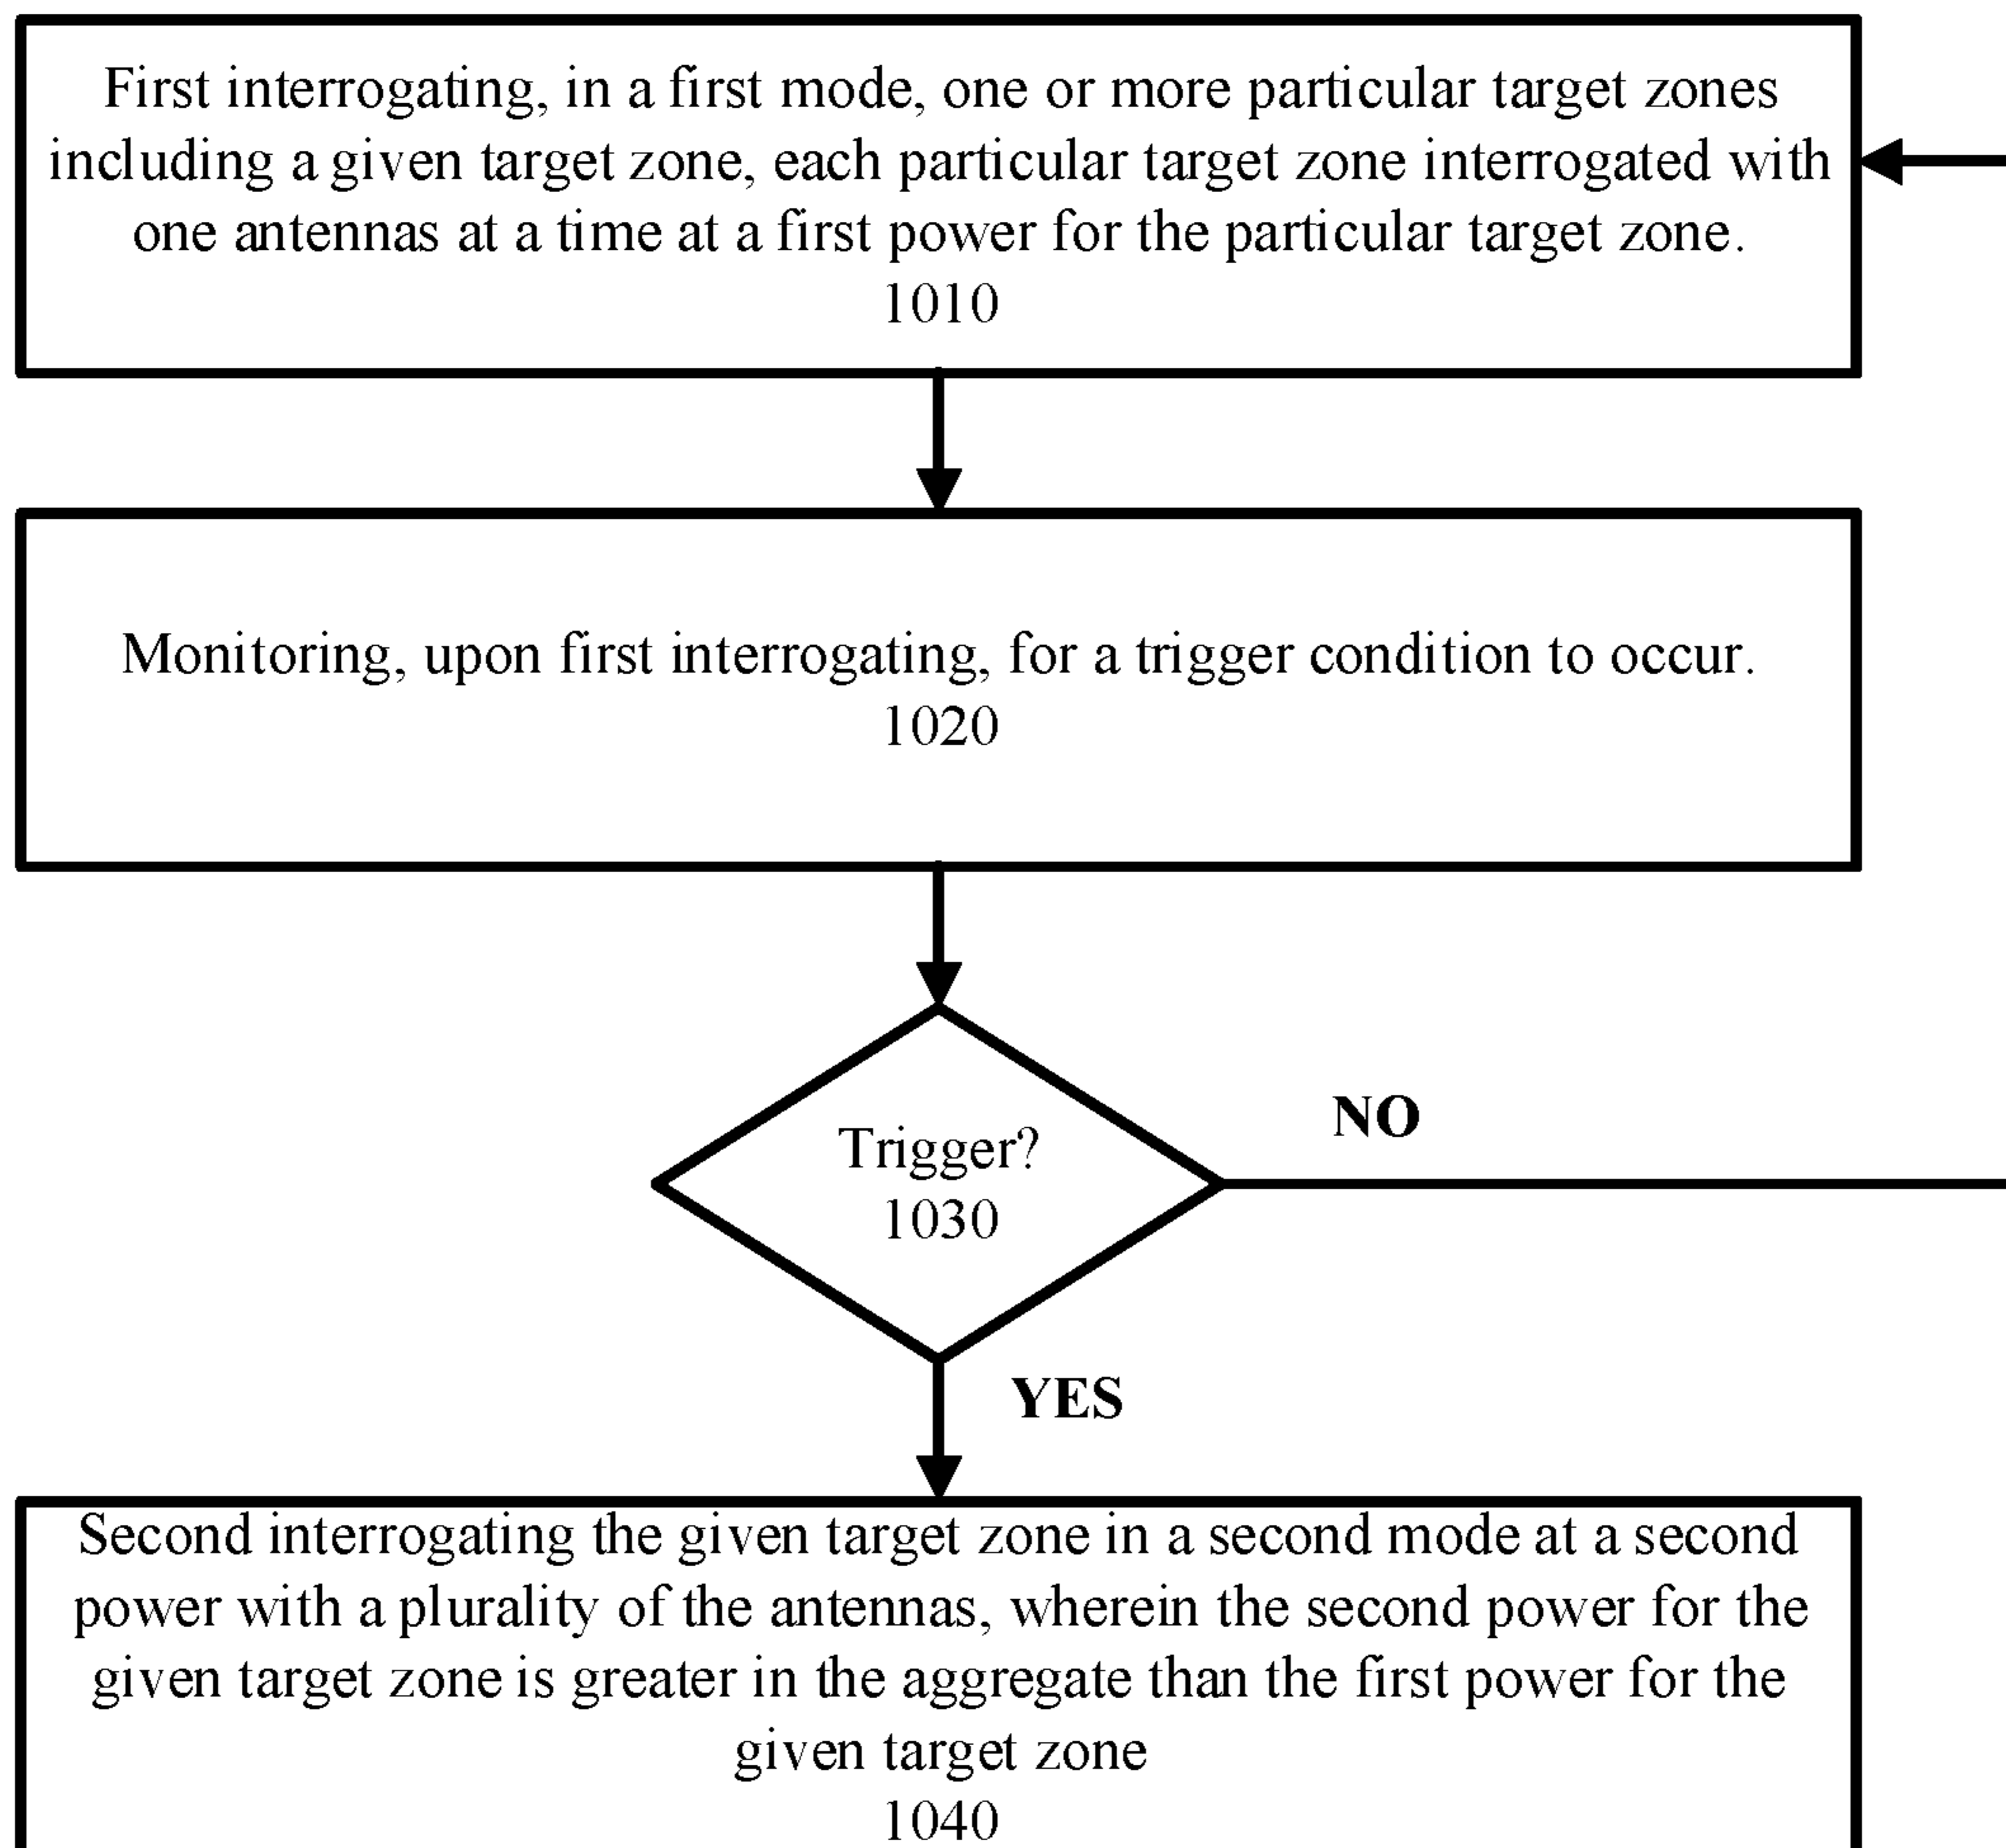 First interrogating, in a first mode, one or more particular target zones
including a given target zone, each particular target zone interrogated with
one antennas at a time at a first power for the particular target zone.
1010
Monitoring, upon first interrogating, for a trigger condition to occur.
1020
Trigger?
1030
NO
YES
Second interrogating the given target zone in a second mode at a second
power with a plurality of the antennas, wherein the second power for the
given target zone is greater in the aggregate than the first power for the
given target zone
1040